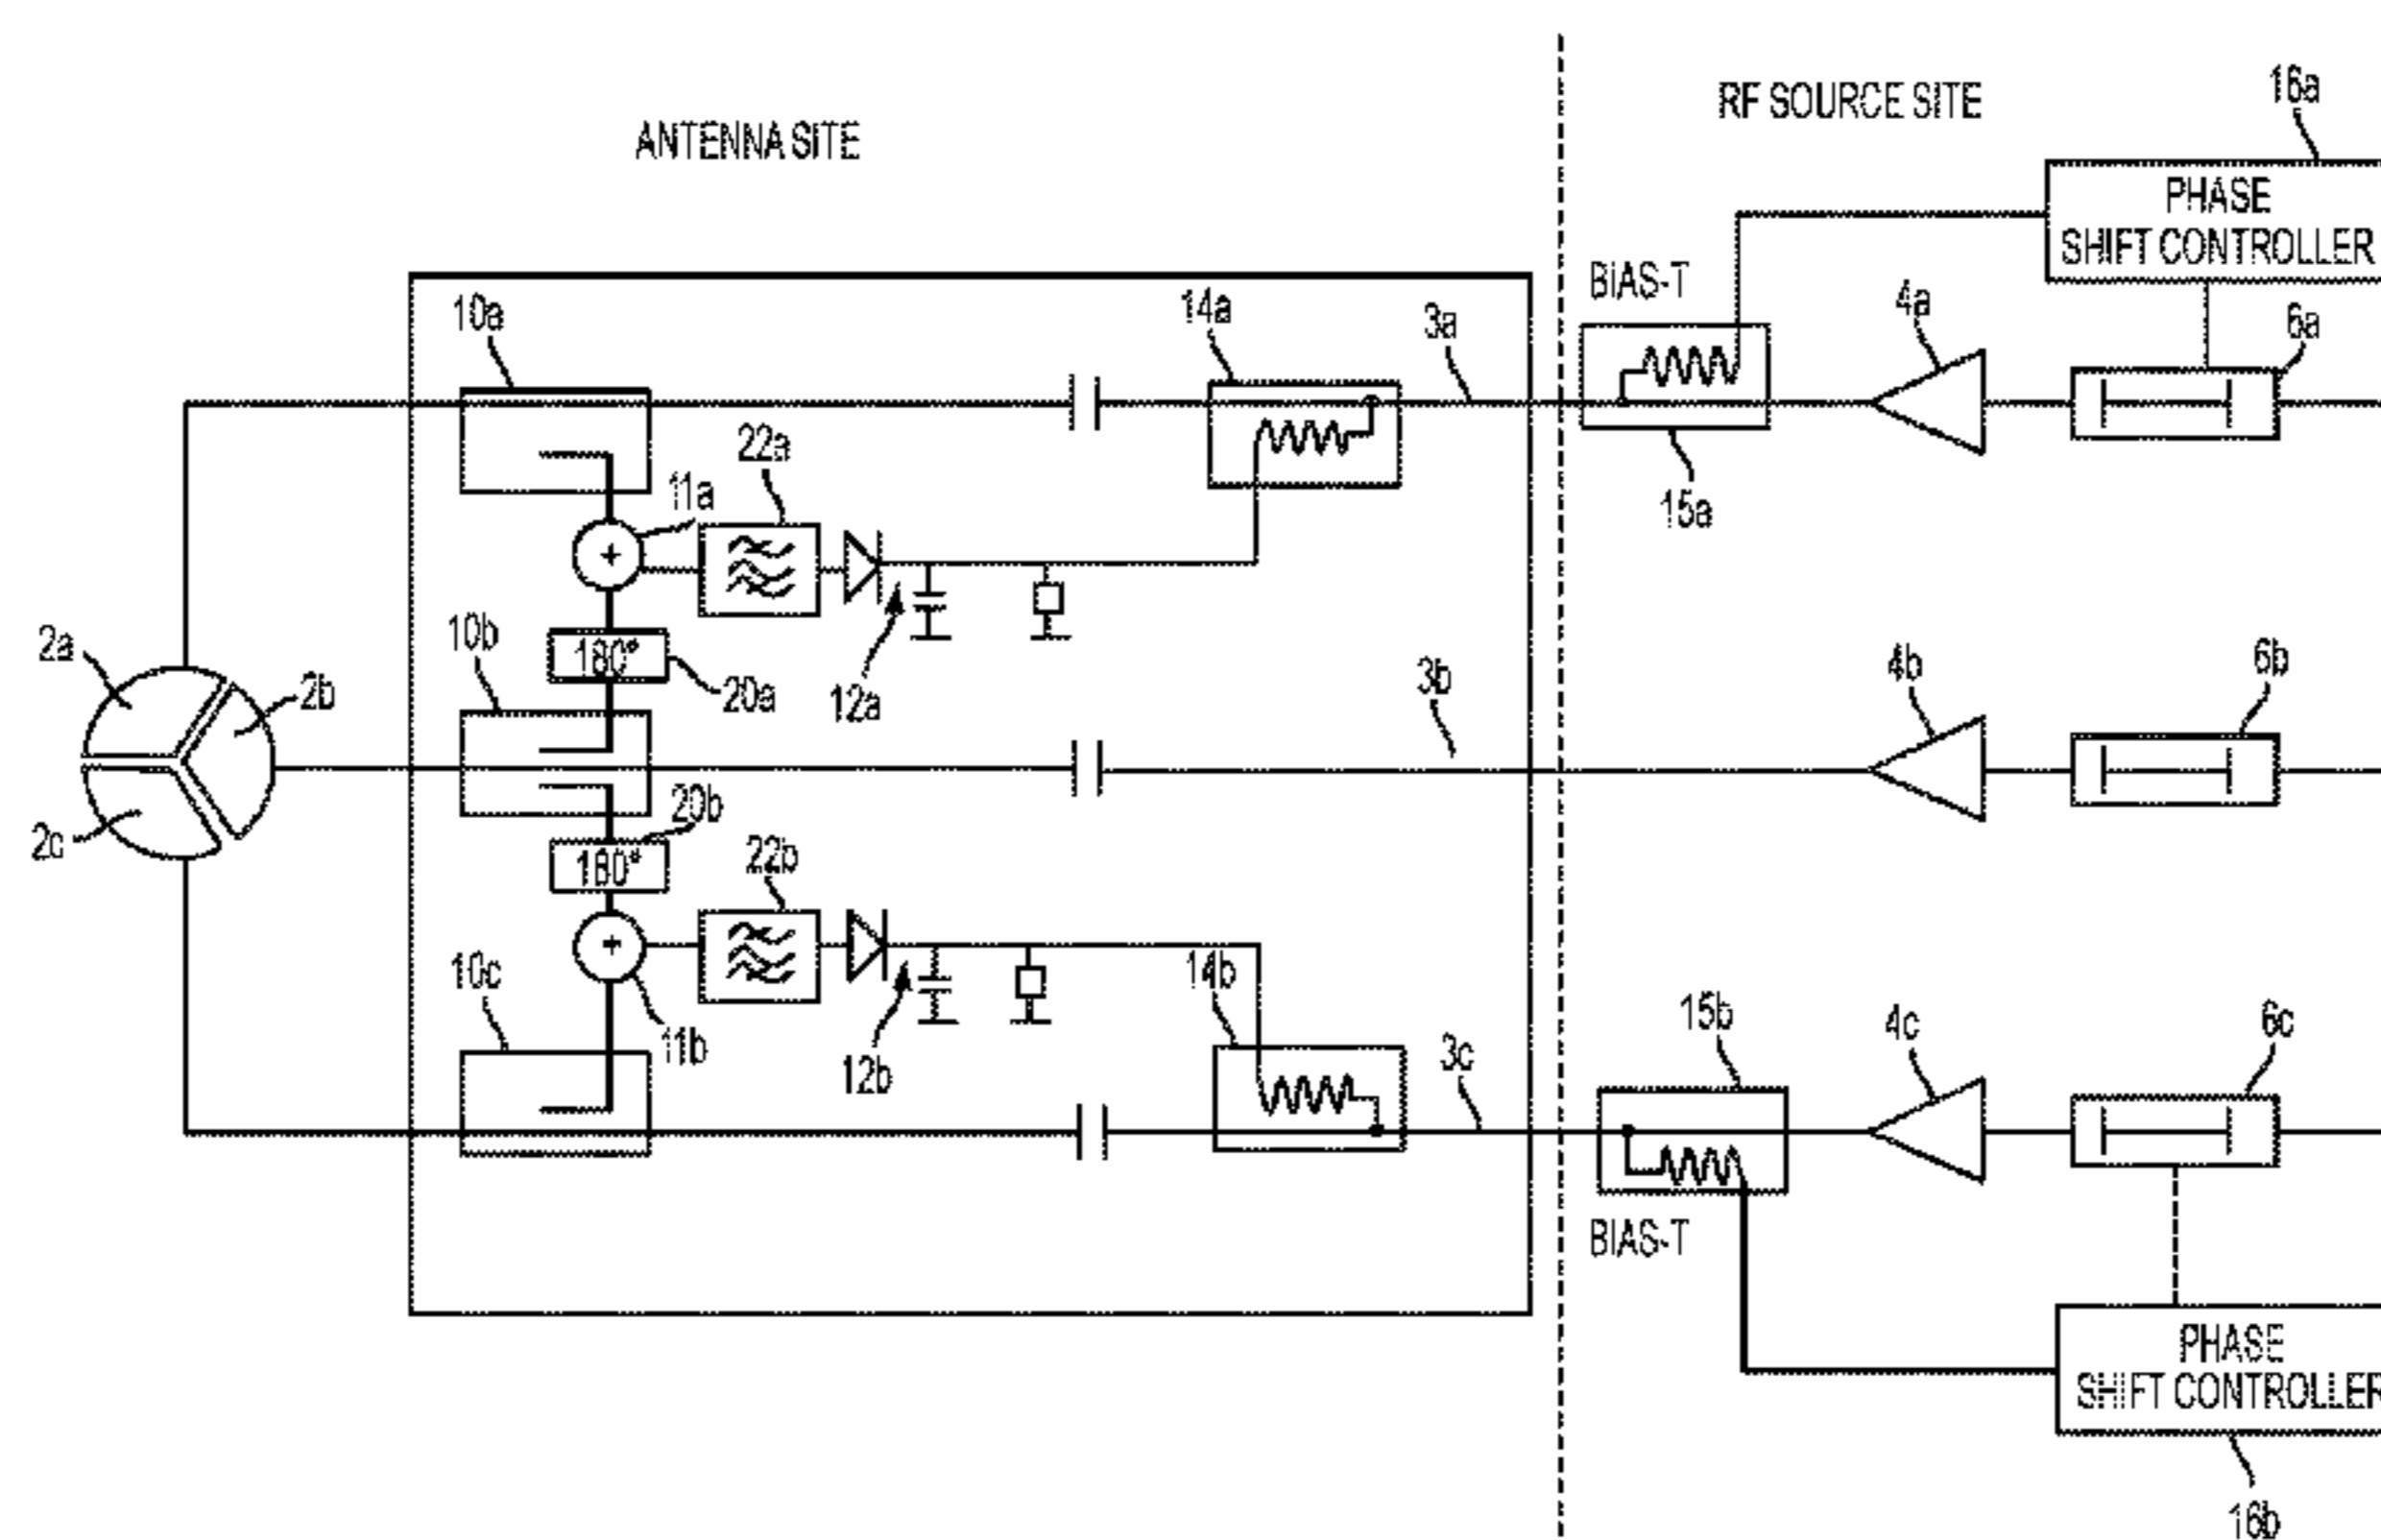 ANTENNA SITE
RF SOURCE SITE
16a
PHASE
SHIFT CONTROLLER
BIAS-T
10a
14a
3a
4a
6a
22a
11a
15a
180°
20a
12a
10b
2a
2b
3b
4b
6b
2c
20b
180°
22b
10c
11b
12b
14b
3c
15b
4c
6c
BIAS-T
PHASE
SHIFT CONTROLLER
16b